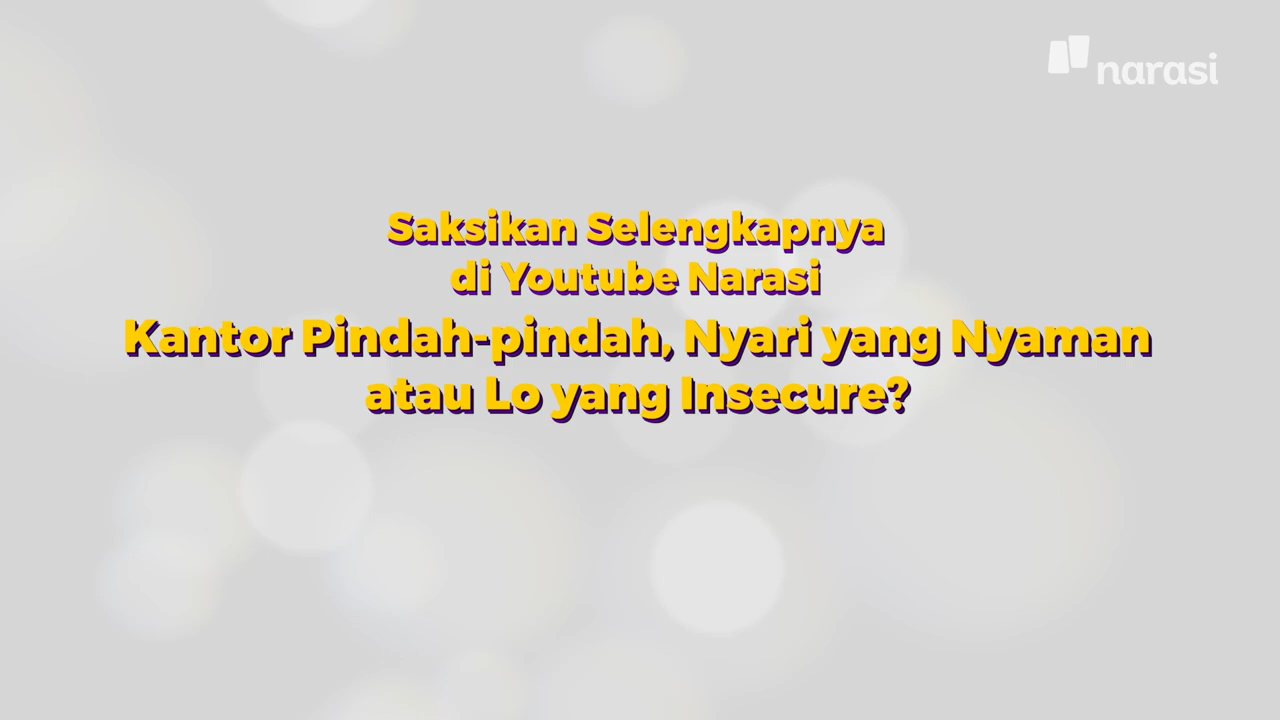 narasi
Saksikan Selengkapnya
di Youtube Narasi
Kantor Pindah-pindah, Nyari yang Nyaman
atau Lo yang Insecure?